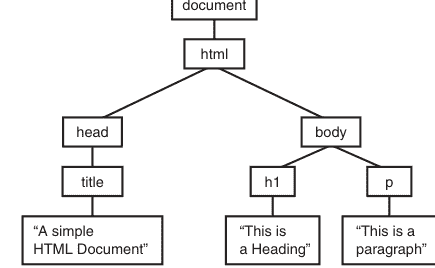 document
html
head
body
title
h1
p
“A simple
HTML Document”
“This is
a Heading”
“This is a
paragraph”